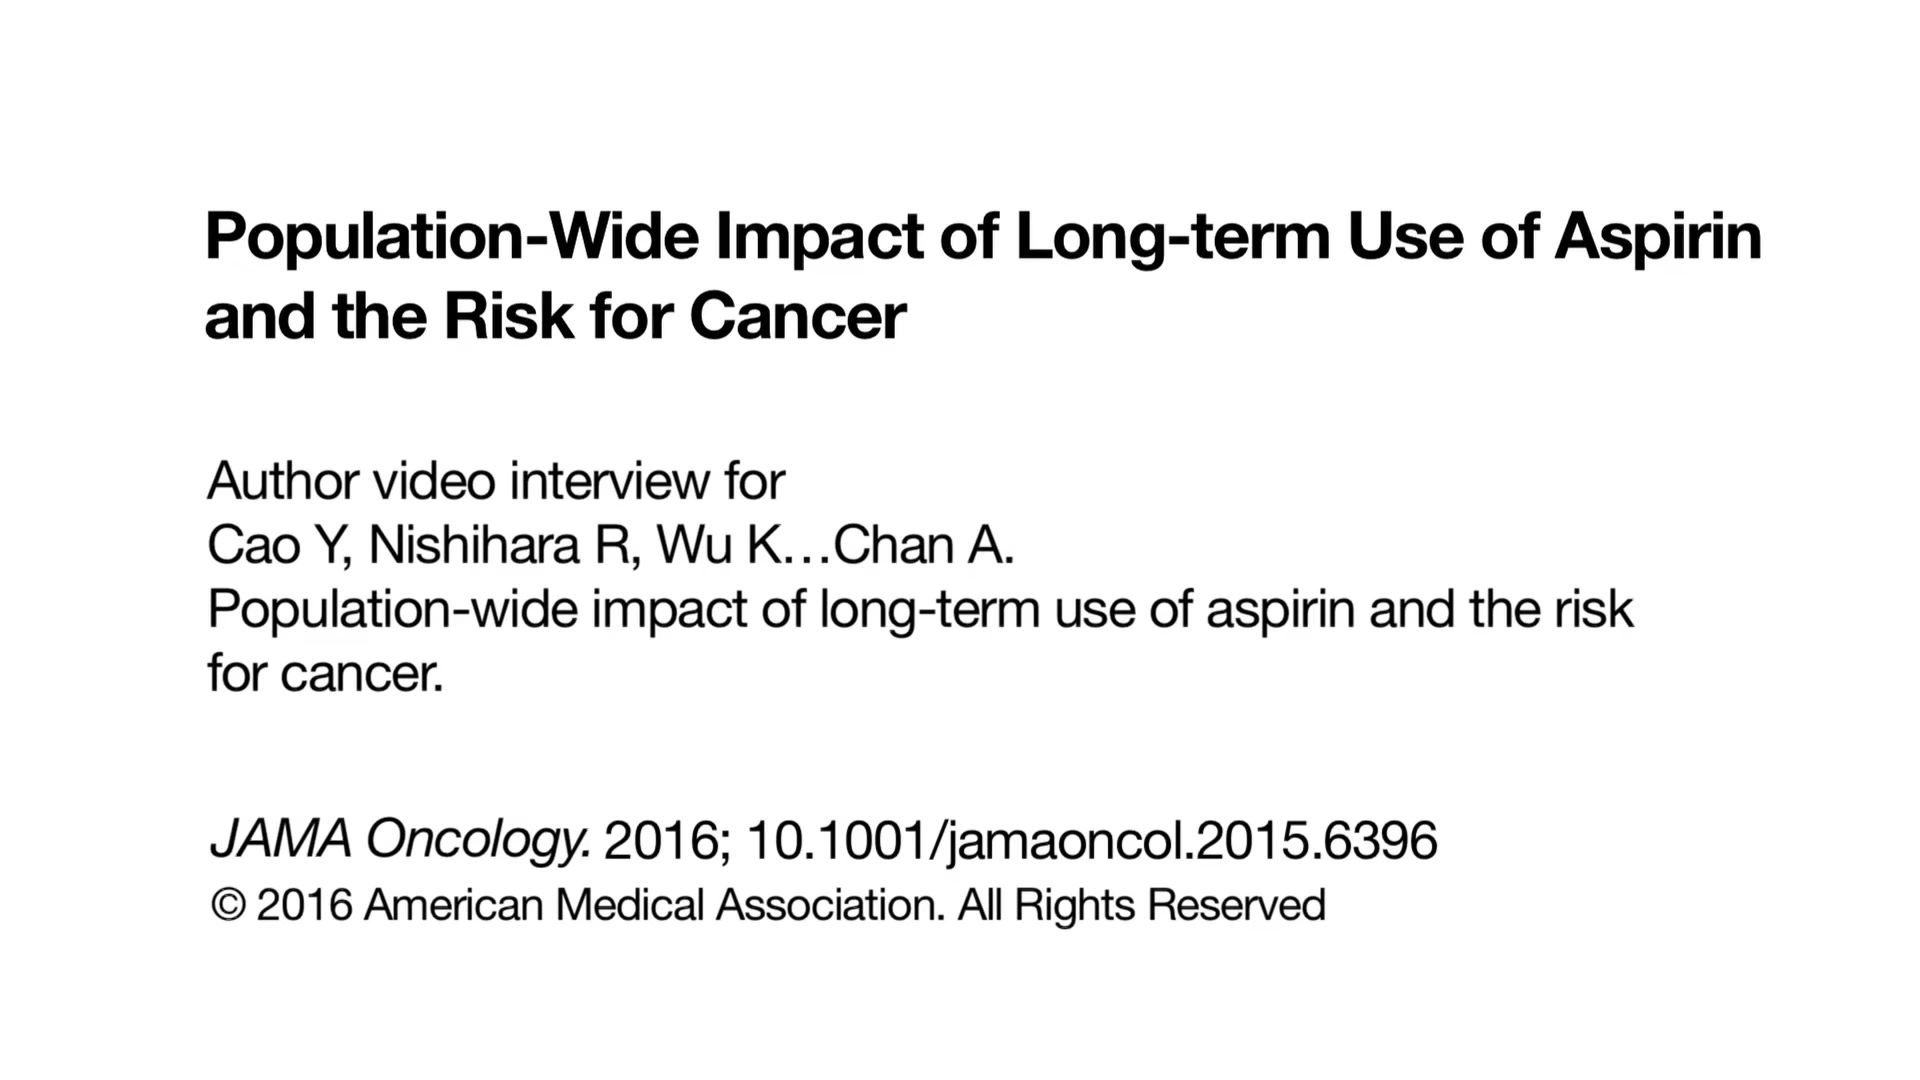 Population-Wide Impact of Long-term Use of Aspirin
and the Risk for Cancer
Author video interview for
Cao Y, Nishihara R, Wu K…Chan A.
Population-wide impact of long-term use of aspirin and the risk
for cancer.
JAMA Oncology. 2016; 10.1001/jamaoncol.2015.6396
© 2016 American Medical Association. All Rights Reserved